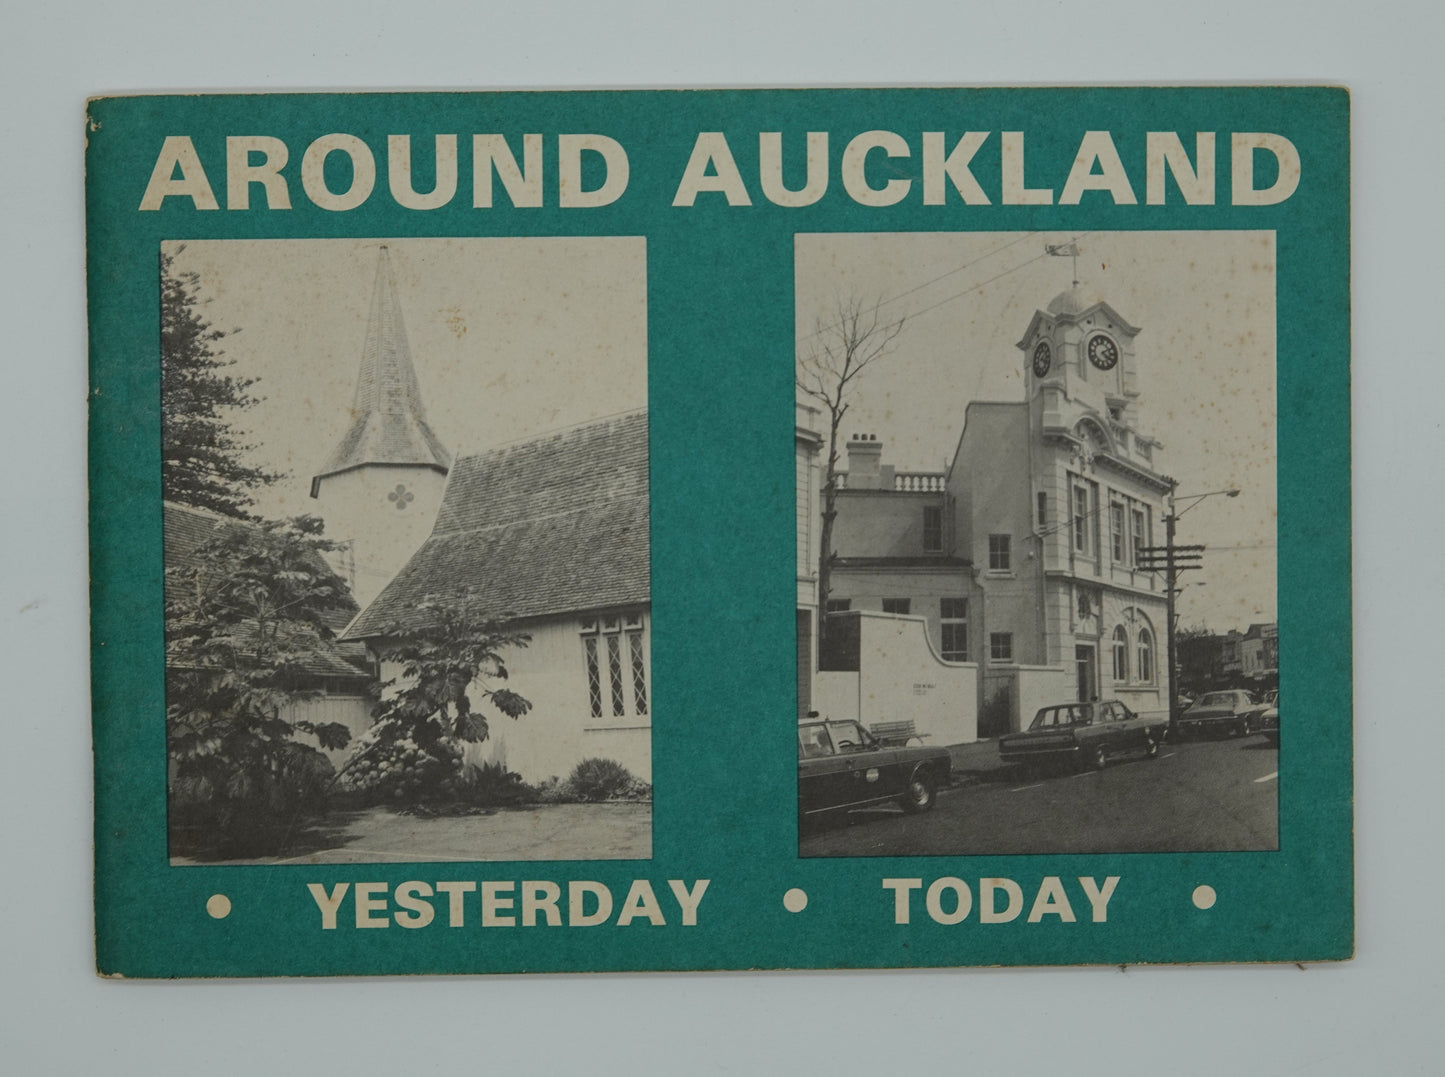 AROUND AUCKLAND
• YESTERDAY • TODAY •